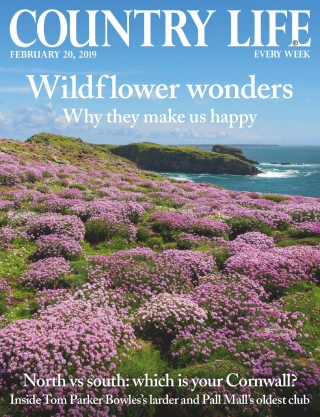 COUNTRY LIFE
FEBRUARY 20, 2019 EVERY WEEK
Wildflower wonders
Why they make us happy
North vs south: which is your Cornwall?
Inside Tom Parker Bowles's larder and Pall Mall's oldest club